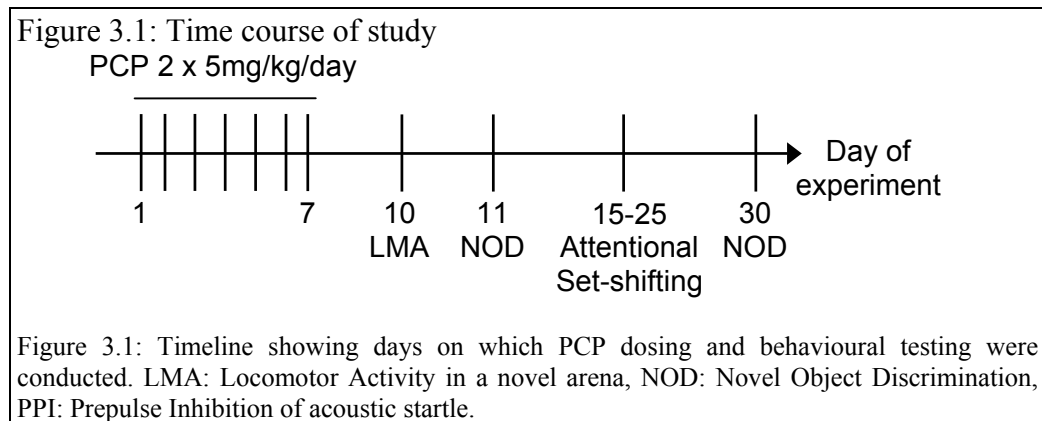 Figure 3.1: Time course of study
PCP 2 x 5mg/kg/day
Day of
experiment
1 7 10 11 15-25 30
LMA NOD Attentional NOD
Set-shifting
Figure 3.1: Timeline showing days on which PCP dosing and behavioural testing were
conducted. LMA: Locomotor Activity in a novel arena, NOD: Novel Object Discrimination,
PPI: Prepulse Inhibition of acoustic startle.